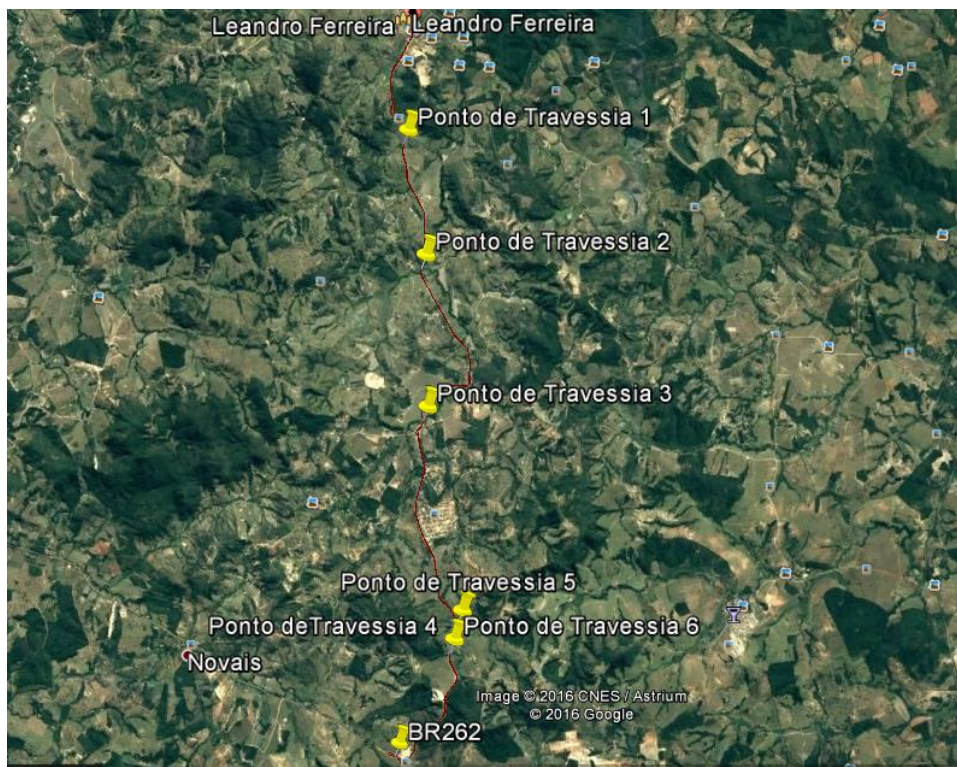 Leandro Ferreira
Leandro Ferreira
Ponto de Travessia 1
Ponto de Travessia 2
Ponto de Travessia 3
Ponto de Travessia 5
Ponto deTravessia 4
Ponto de Travessia 6
Novais
Image © 2016 CNES / Astrium
© 2016 Google
BR262